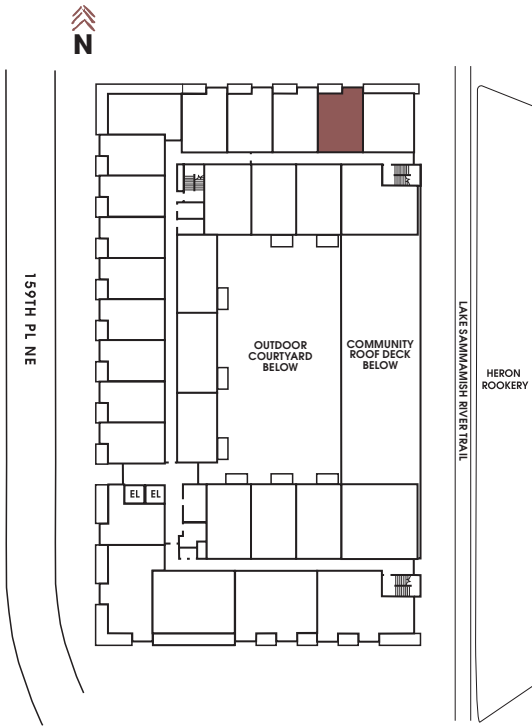 N
159TH PL NE
OUTDOOR
COURTYARD
BELOW
COMMUNITY
ROOF DECK
BELOW
LAKE SAMMAMISH RIVER TRAIL
HERON
ROOKERY
EL
EL